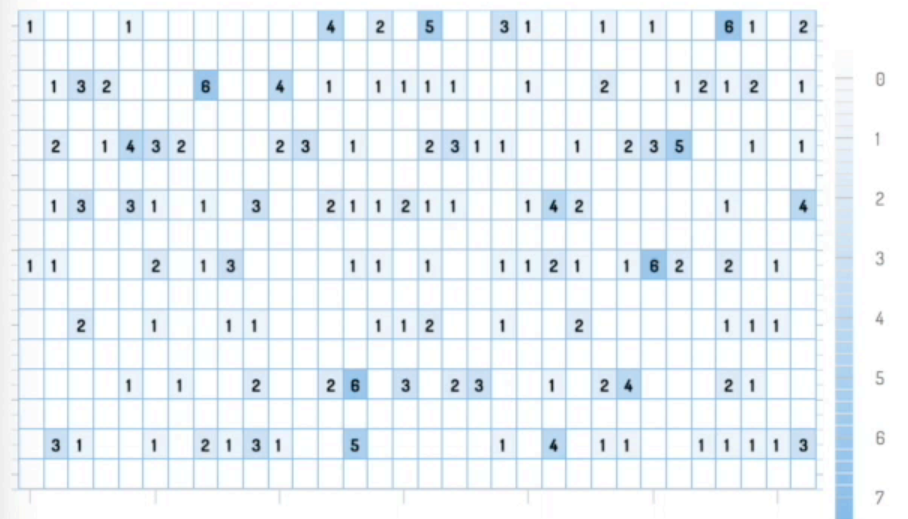 1 1 4 2 5 3 1 1 1 6 1 2
1 3 2 6 4 1 1 1 1 1 1 2 1 2 1 2 1
2 1 4 3 2 2 3 1 2 3 1 1 1 2 3 5 1 1
1 3 3 1 1 3 2 1 1 2 1 1 1 4 2 1 4
1 1 2 1 3 1 1 1 1 1 2 1 1 6 2 2 1
2 1 1 1 1 1 2 1 2 1 1 1
1 1 2 2 6 3 2 3 1 2 4 2 1
3 1 1 2 1 3 1 5 1 4 1 1 1 1 1 1 3
0
1
2
3
4
5
6
7